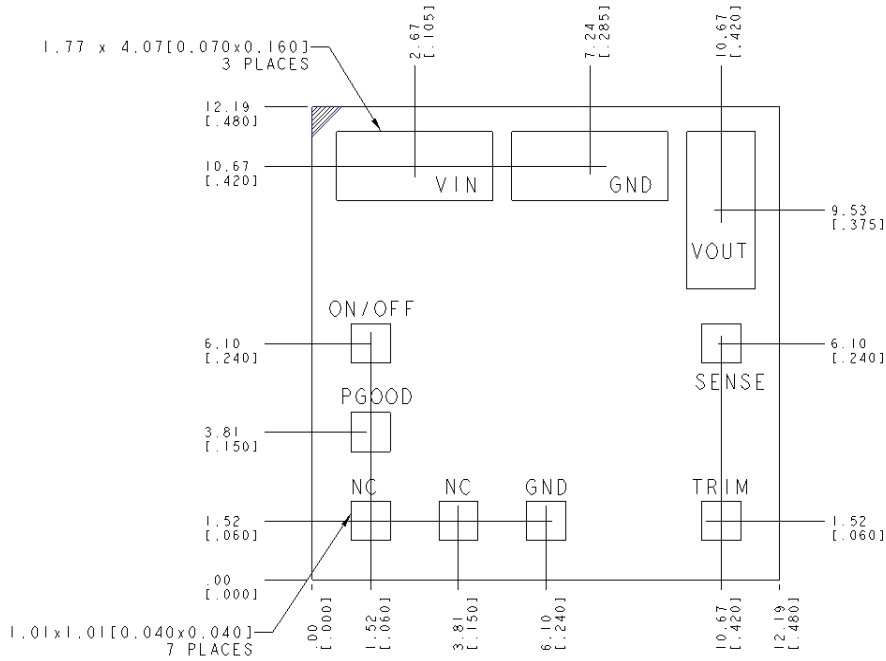 2.67
[.105]
7.24
[.285]
10.67
[.420]
1.77 x 4.07[0.070x0.160]
3 PLACES
12.19
[.480]
10.67
[.420]
VIN
GND
9.53
[.375]
VOUT
ON/OFF
6.10
[.240]
6.10
[.240]
SENSE
PGOOD
3.81
[.150]
NC
NC
GND
TRIM
1.52
[.060]
1.52
[.060]
.00
[.000]
1.01x1.01[0.040x0.040]
7 PLACES
.00
[.000]
1.52
[.060]
3.81
[.150]
6.10
[.240]
10.67
[.420]
12.19
[.480]